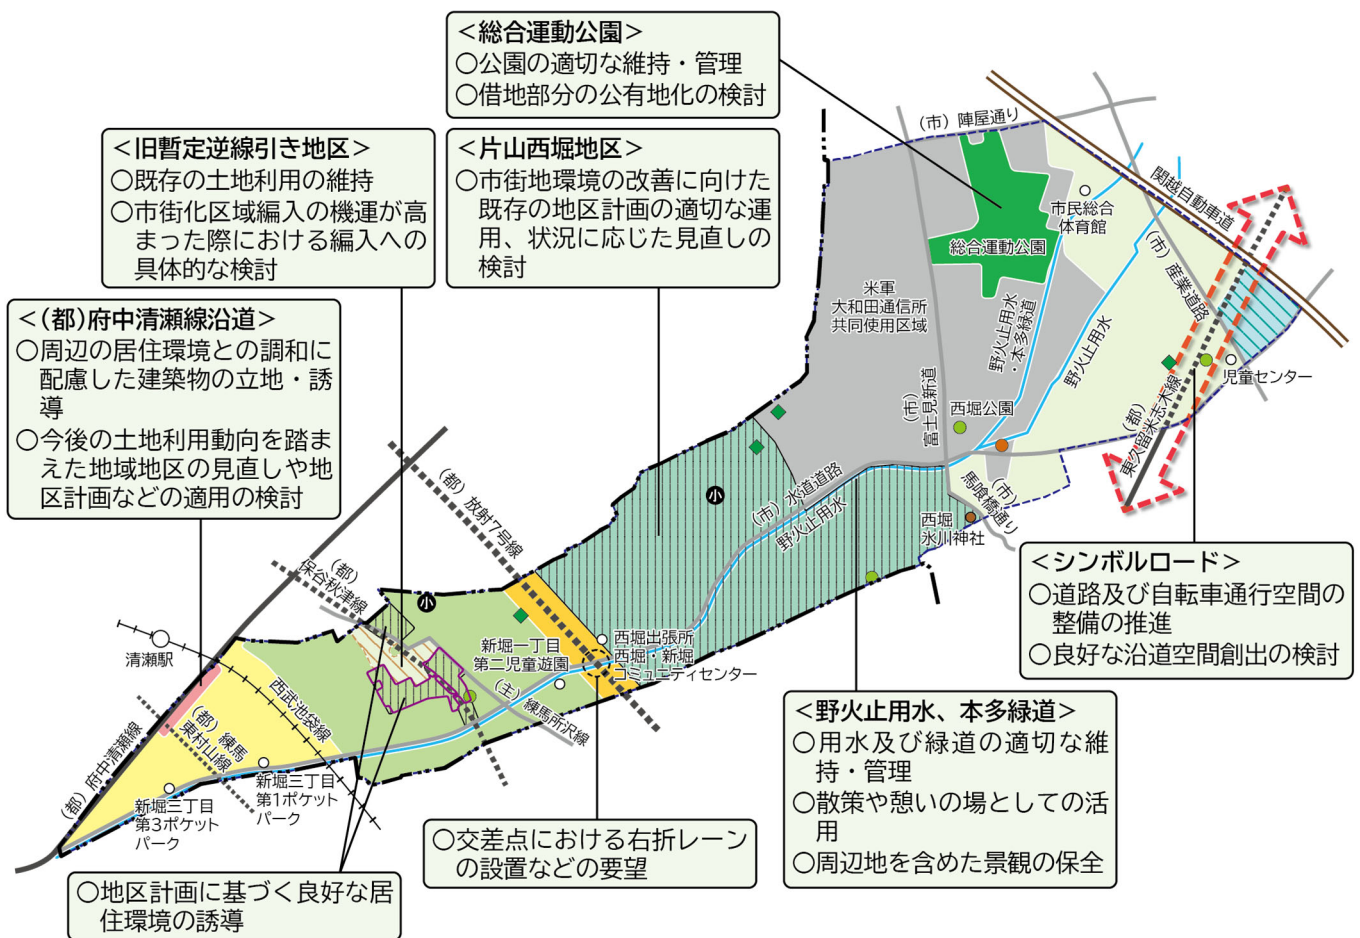 ＜総合運動公園＞
○公園の適切な維持・管理
○借地部分の公有地化の検討
＜旧暫定逆線引き地区＞
○既存の土地利用の維持
○市街化区域編入の機運が高
まった際における編入への
具体的な検討
＜片山西堀地区＞
○市街地環境の改善に向けた
既存の地区計画の適切な運
用、状況に応じた見直しの
検討
＜(都)府中清瀬線沿道＞
○周辺の居住環境との調和に
配慮した建築物の立地・誘
導
○今後の土地利用動向を踏ま
えた地域地区の見直しや地
区計画などの適用の検討
(市) 陣屋通り
関越自動車道
市民総合
体育館
総合運動公園
(市) 産業道路
米軍
大和田通信所
共同使用区域
野火止用水
・本多緑道
野火止用水
児童センター
(都)
東久留米志木線
(市)
富士見新道
西堀公園
(市) 水道道路
野火止用水
(市)
馬喰橋通り
西堀
氷川神社
小
(都) 放射7号線
(都)
保谷秋津線
小
清瀬駅
西武池袋線
新堀一丁目
第二児童遊園
西堀出張所
西堀・新堀
コミュニティセンター
(主) 練馬所沢線
(都) 府中清瀬線
(都) 練馬
東村山線
新堀三丁目
第3ポケット
パーク
新堀三丁目
第1ポケット
パーク
＜シンボルロード＞
○道路及び自転車通行空間の
整備の推進
○良好な沿道空間創出の検討
＜野火止用水、本多緑道＞
○用水及び緑道の適切な維
持・管理
○散策や憩いの場としての活
用
○周辺地を含めた景観の保全
○交差点における右折レーン
の設置などの要望
○地区計画に基づく良好な居
住環境の誘導